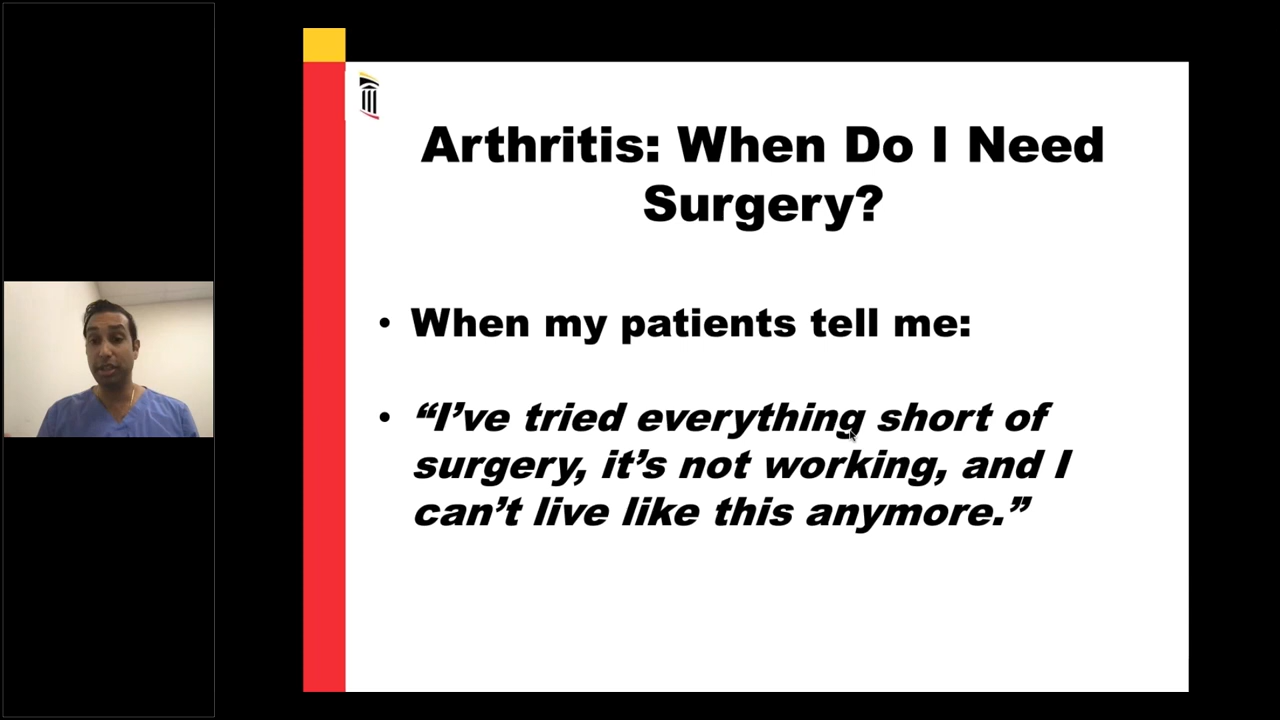 Arthritis: When Do I Need
Surgery?
• When my patients tell me:
• “I’ve tried everything short of
surgery, it’s not working, and I
can’t live like this anymore.”